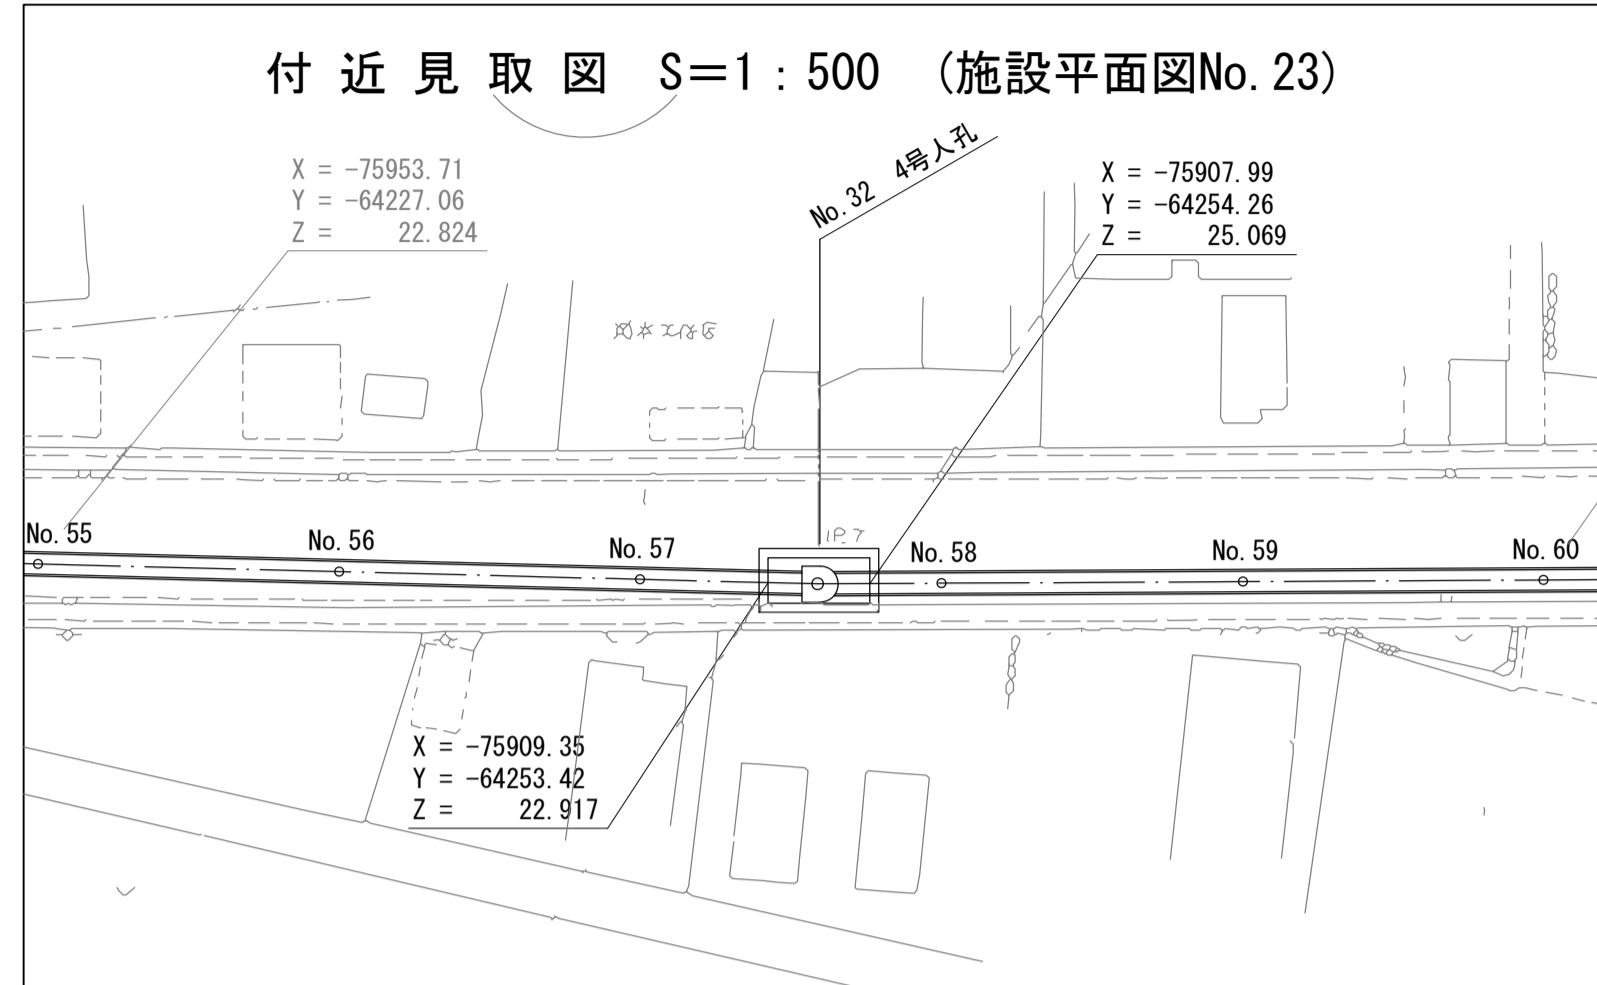 付近見取図 S=1:500 (施設平面図No.23)
No.32 4号人孔
X = -75953.71
Y = -64227.06
Z = 22.824
X = -75907.99
Y = -64254.26
Z = 25.069
IP.7
No.55
No.56
No.57
No.58
No.59
No.60
X = -75909.35
Y = -64253.42
Z = 22.917